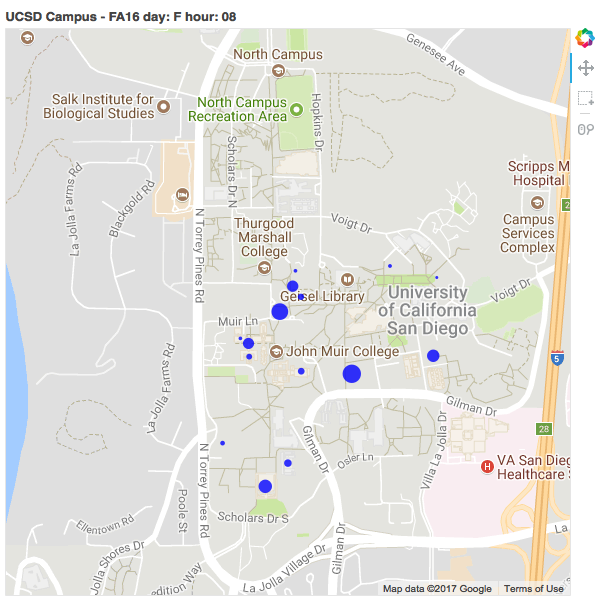 UCSD Campus - FA16 day: F hour: 08
Genesee Ave
North Campus
Salk Institute for
Biological Studies
North Campus
Recreation Area
Hopkins Dr
Scholars Dr N
Scripps M
Hospital
La Jolla Farms Rd
Blackgold Rd
2
N Torrey Pines Rd
Thurgood
Marshall
College
Voigt Dr
Campus
Services
Complex
Geisel Library
University
of California
San Diego
Voigt Dr
Muir Ln
John Muir College
5
La Jolla Farms Rd
Gilman Dr
Gilman Dr
Villa La Jolla Dr
28
N Torrey Pines Rd
Osler Ln
H
VA San Dieg
Healthcare
Poole St
Ellentown Rd
Scholars Dr S
La
La Jolla Shores Dr
edition Way
La Jolla Village Dr
Gilman Dr
Map data ©2017 Google
Terms of Use